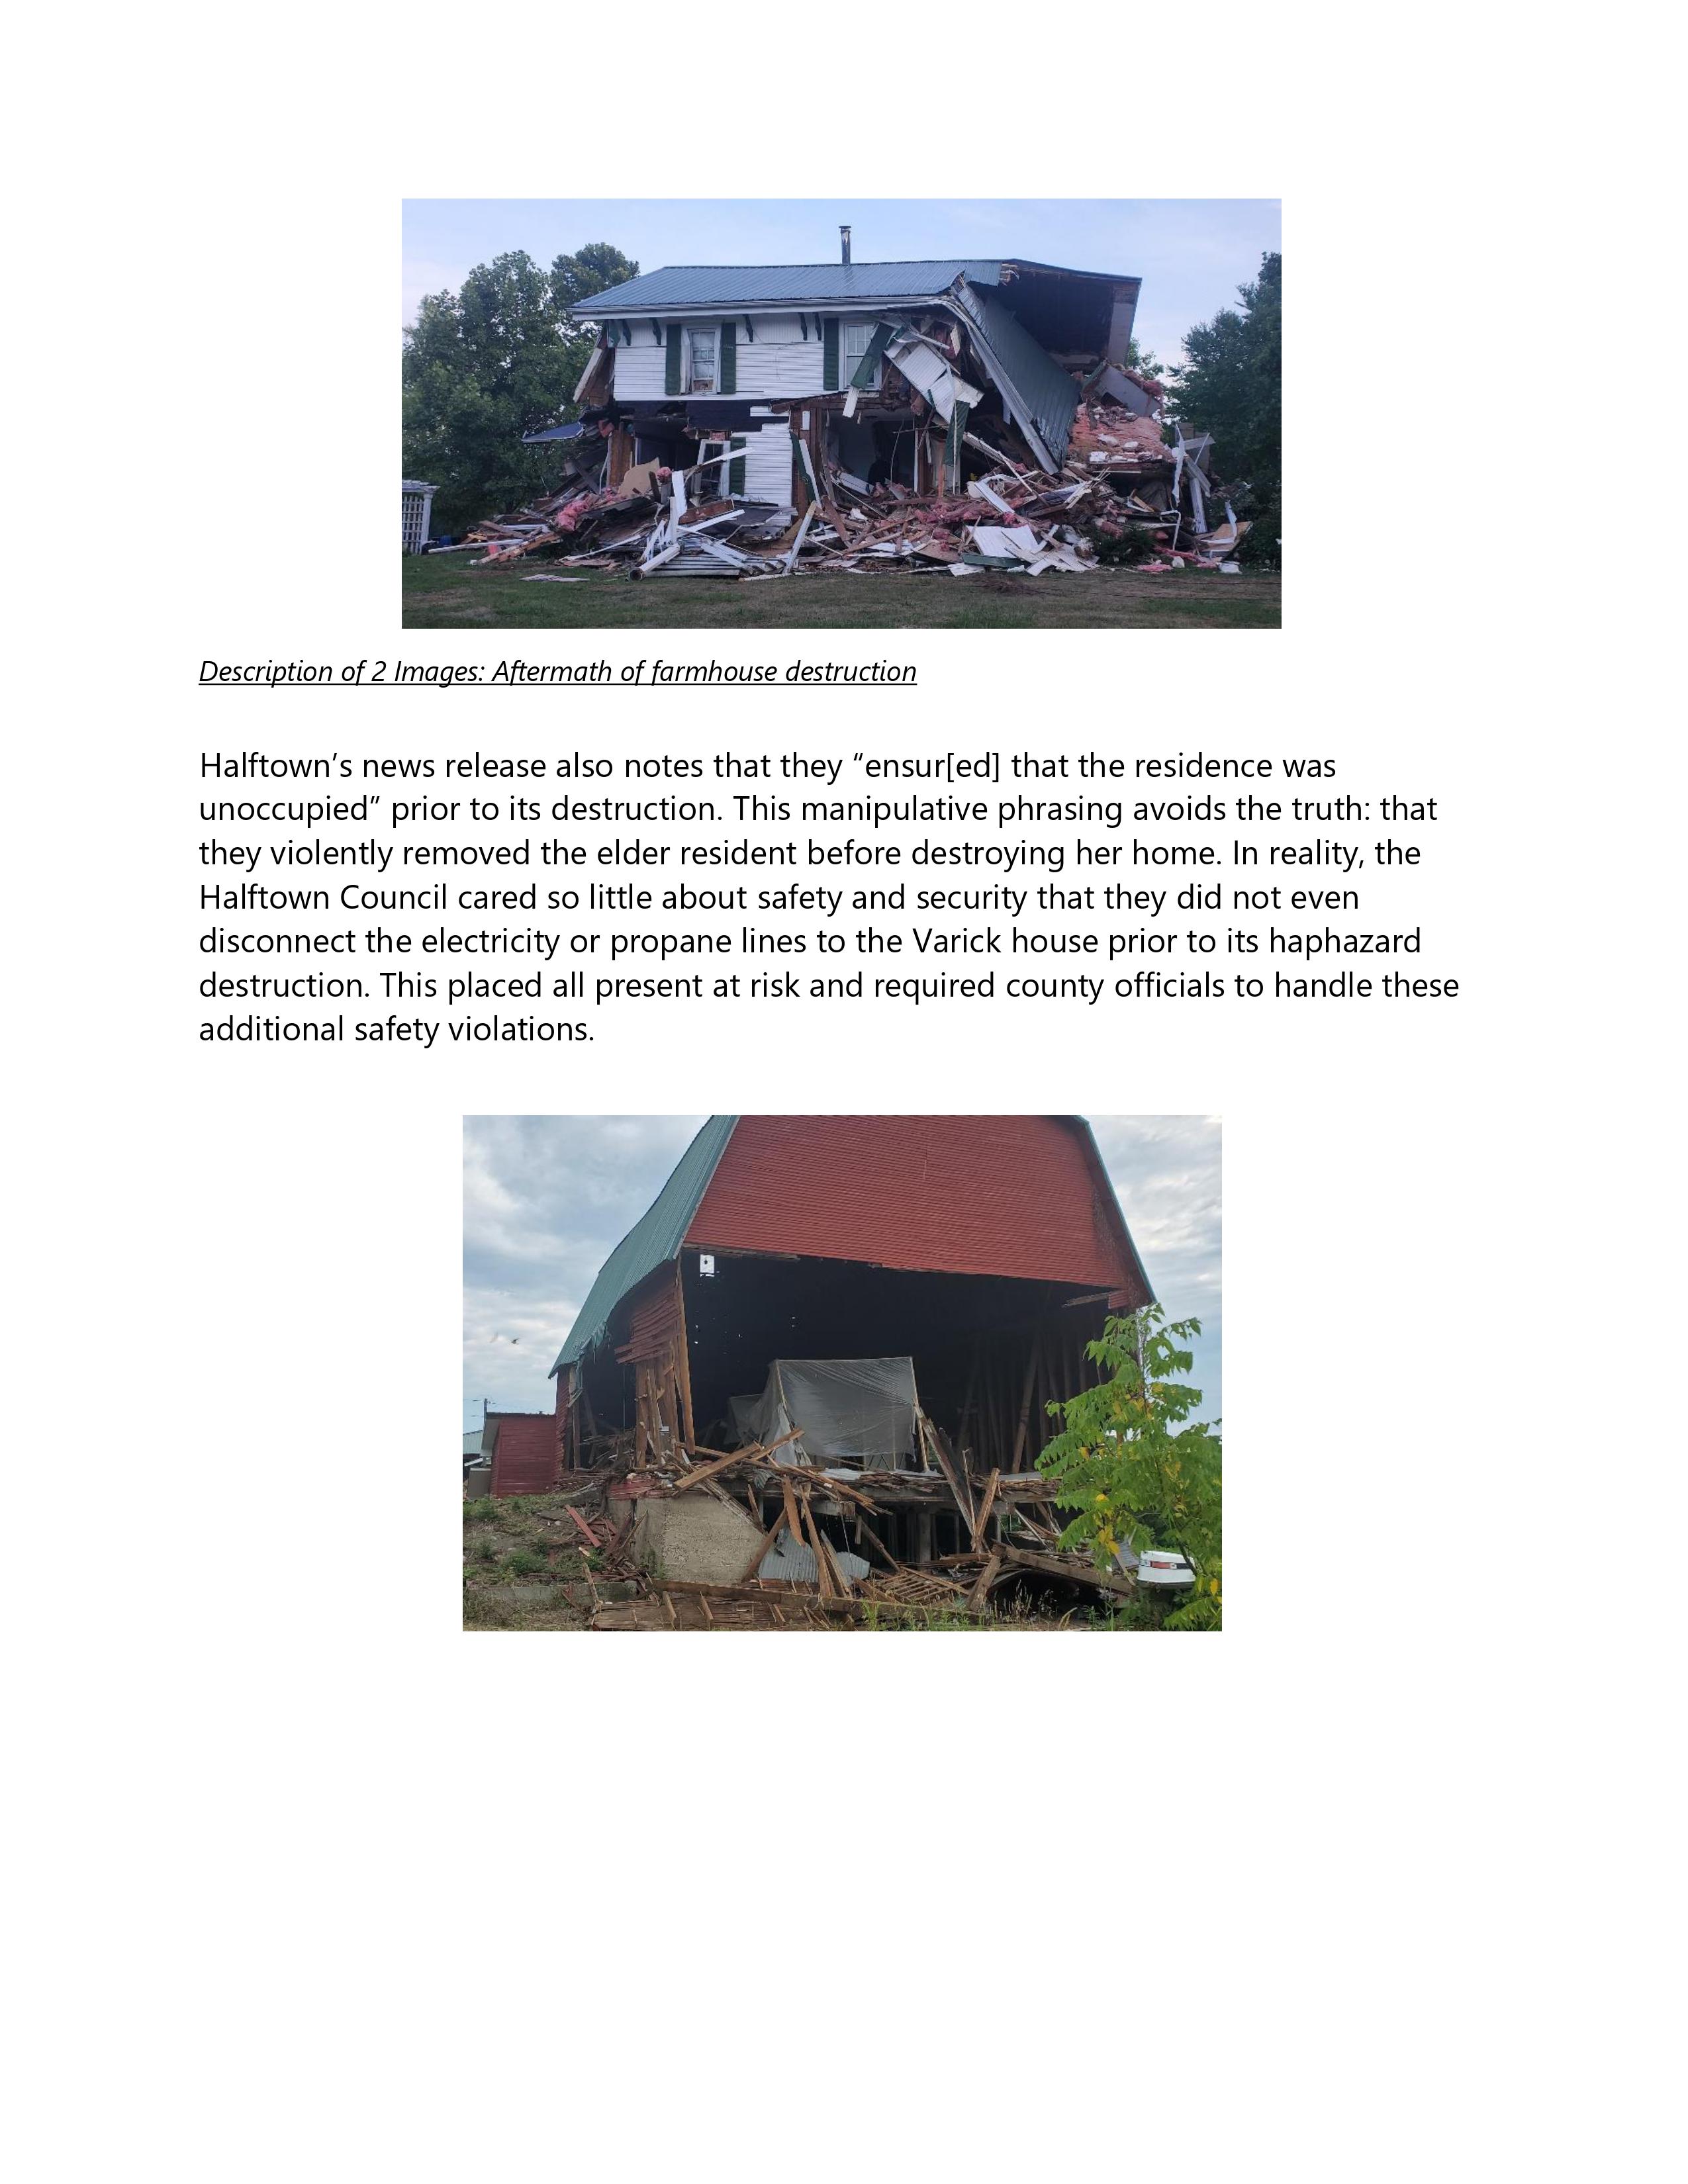 Description of 2 Images: Aftermath of farmhouse destruction
Halftown’s news release also notes that they “ensur[ed] that the residence was
unoccupied” prior to its destruction. This manipulative phrasing avoids the truth: that
they violently removed the elder resident before destroying her home. In reality, the
Halftown Council cared so little about safety and security that they did not even
disconnect the electricity or propane lines to the Varick house prior to its haphazard
destruction. This placed all present at risk and required county officials to handle these
additional safety violations.